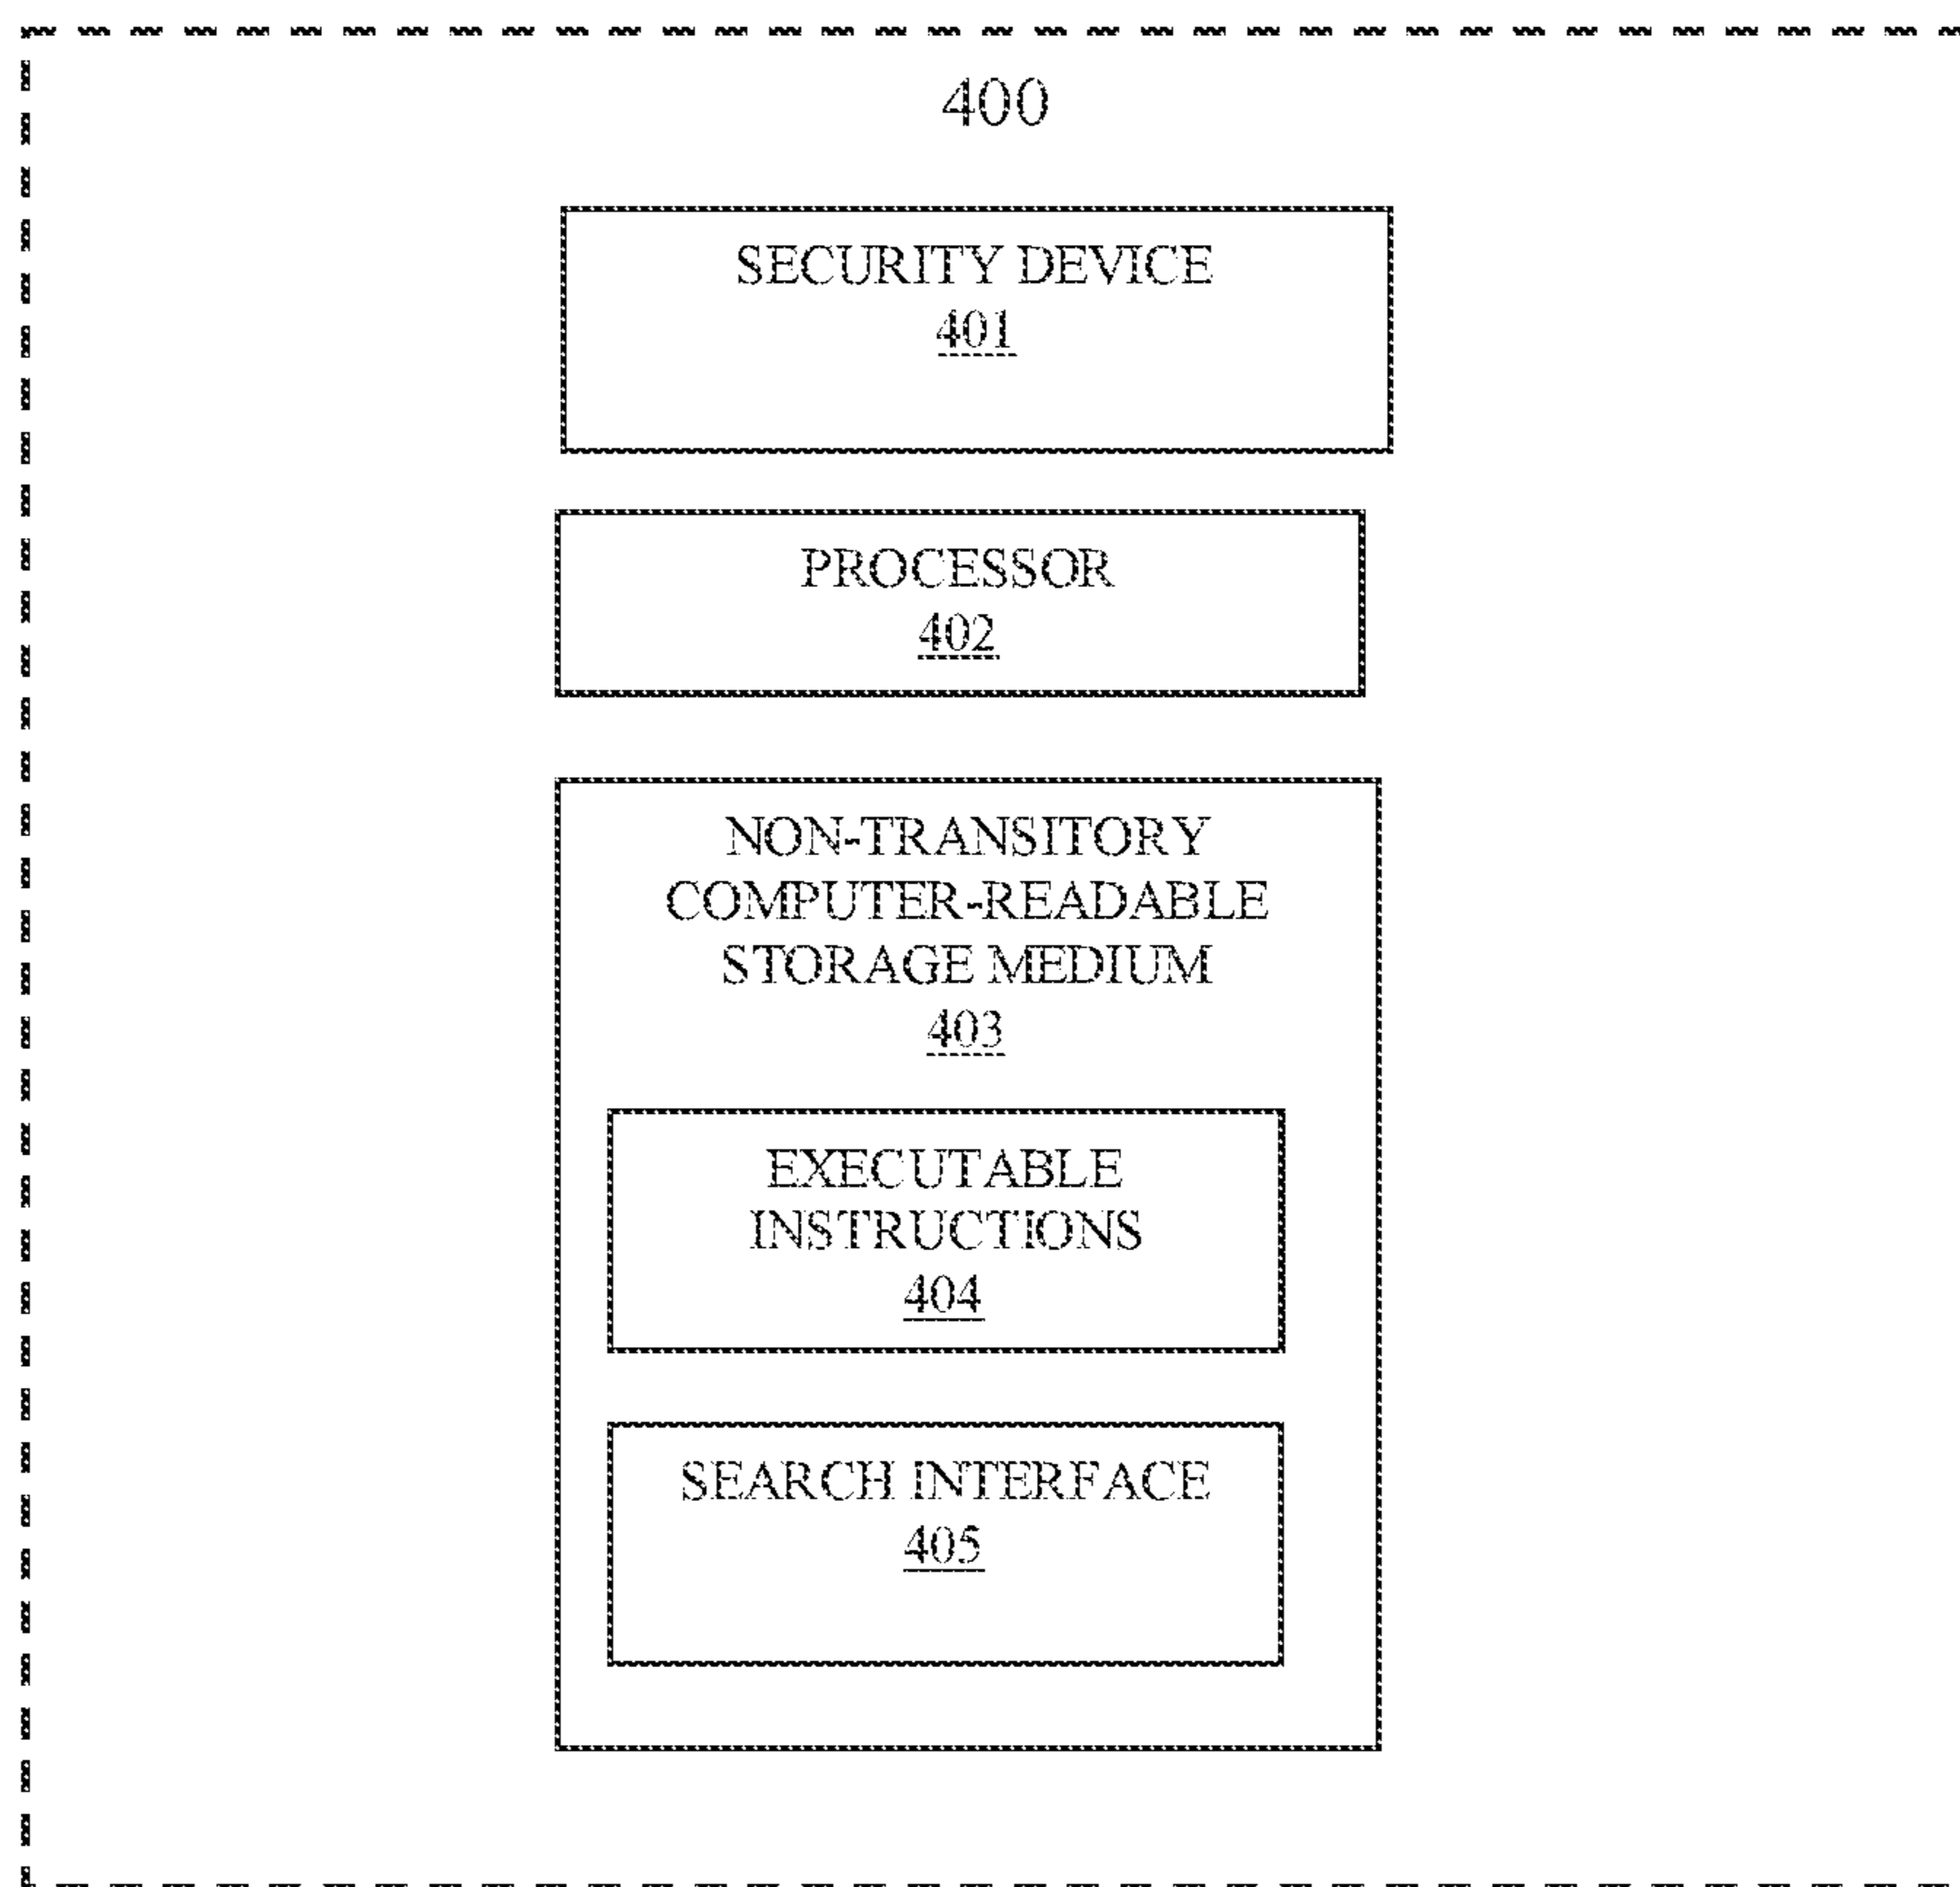 400
SECURITY DEVICE
401
PROCESSOR
402
NON-TRANSITORY
COMPUTER-READABLE
STORAGE MEDIUM
403
EXECUTABLE
INSTRUCTIONS
404
SEARCH INTERFACE
405